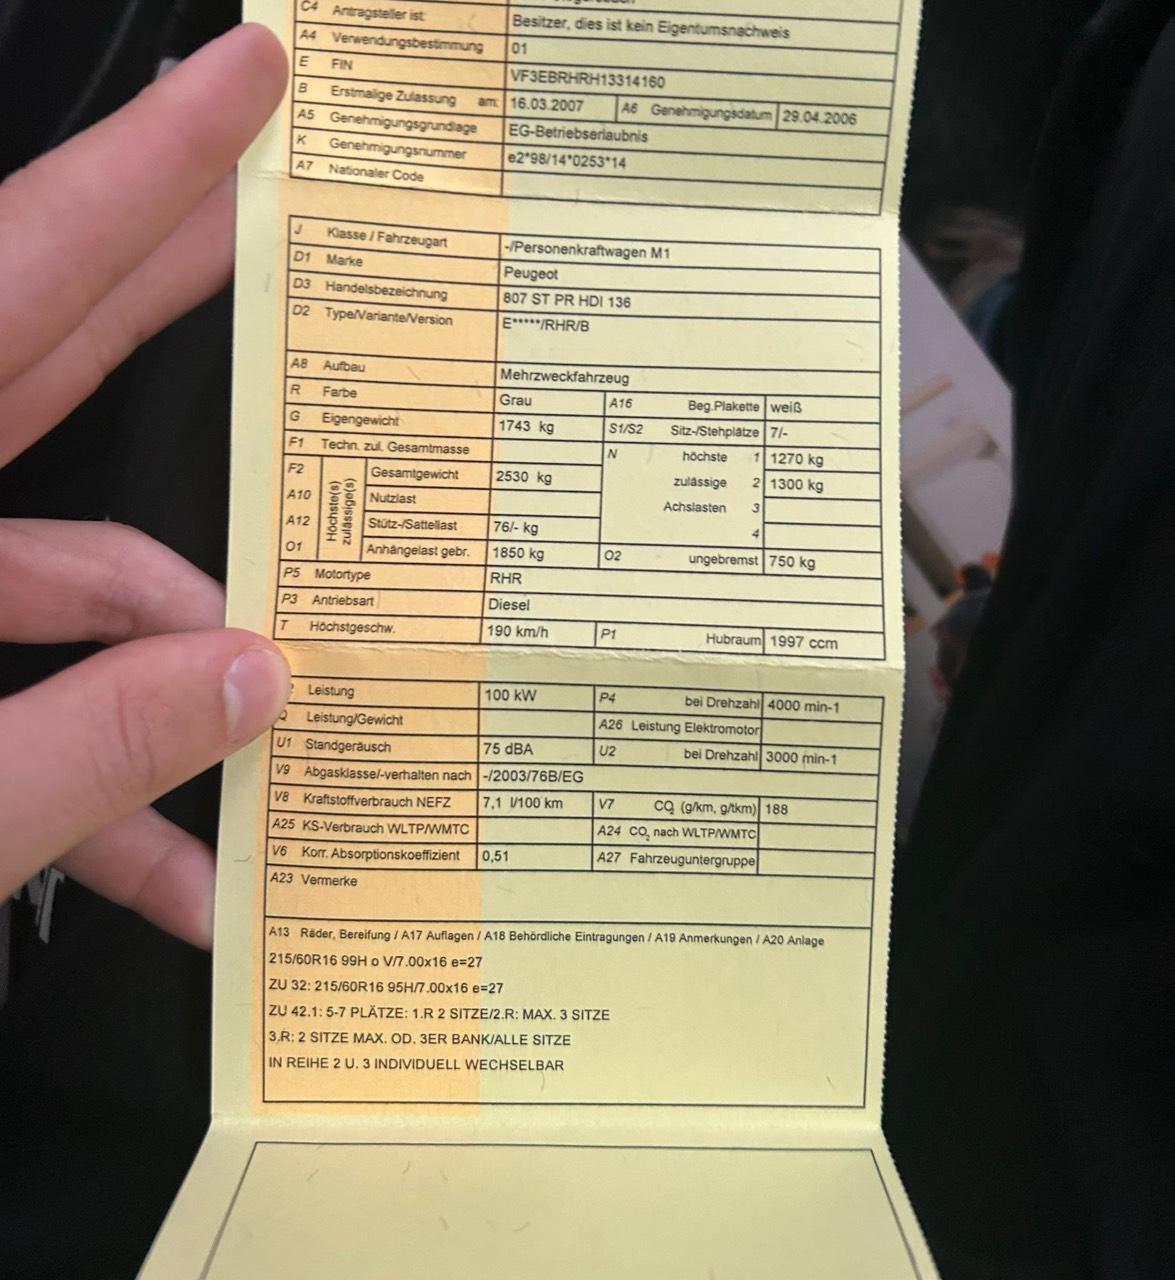 C4 Antragsteller ist: Besitzer, dies ist kein Eigentumsnachweis
A4 Verwendungsbestimmung 01
E FIN VF3EBRHRH13314160
B Erstmalige Zulassung am: 16.03.2007 A6 Genehmigungsdatum 29.04.2006
A5 Genehmigungsgrundlage EG-Betriebserlaubnis
K Genehmigungsnummer e2*98/14*0253*14
A7 Nationaler Code
J Klasse / Fahrzeugart -/Personenkraftwagen M1
D1 Marke Peugeot
D3 Handelsbezeichnung 807 ST PR HDI 136
D2 Type/Variante/Version E*****/RHR/B
A8 Aufbau Mehrzweckfahrzeug
R Farbe Grau A16 Beg.Plakette weiß
G Eigengewicht 1743 kg S1/S2 Sitz-/Stehplätze 7/-
F1 Techn. zul. Gesamtmasse N höchste 1 1270 kg
F2 Höchste(s) zulässige(s) Gesamtgewicht 2530 kg zulässige 2 1300 kg
A10 Nutzlast Achslasten 3
A12 Stütz-/Sattellast 76/- kg 4
O1 Anhängelast gebr. 1850 kg O2 ungebremst 750 kg
P5 Motortype RHR
P3 Antriebsart Diesel
T Höchstgeschw. 190 km/h P1 Hubraum 1997 ccm
Leistung 100 kW P4 bei Drehzahl 4000 min-1
Q Leistung/Gewicht A26 Leistung Elektromotor
U1 Standgeräusch 75 dBA U2 bei Drehzahl 3000 min-1
V9 Abgasklasse/-verhalten nach -/2003/76B/EG
V8 Kraftstoffverbrauch NEFZ 7,1 l/100 km V7 CO₂ (g/km, g/tkm) 188
A25 KS-Verbrauch WLTP/WMTC A24 CO₂ nach WLTP/WMTC
V6 Korr. Absorptionskoeffizient 0,51 A27 Fahrzeuguntergruppe
A23 Vermerke
A13 Räder, Bereifung / A17 Auflagen / A18 Behördliche Eintragungen / A19 Anmerkungen / A20 Anlage
215/60R16 99H o V/7.00x16 e=27
ZU 32: 215/60R16 95H/7.00x16 e=27
ZU 42.1: 5-7 PLÄTZE: 1.R 2 SITZE/2.R: MAX. 3 SITZE
3.R: 2 SITZE MAX. OD. 3ER BANK/ALLE SITZE
IN REIHE 2 U. 3 INDIVIDUELL WECHSELBAR